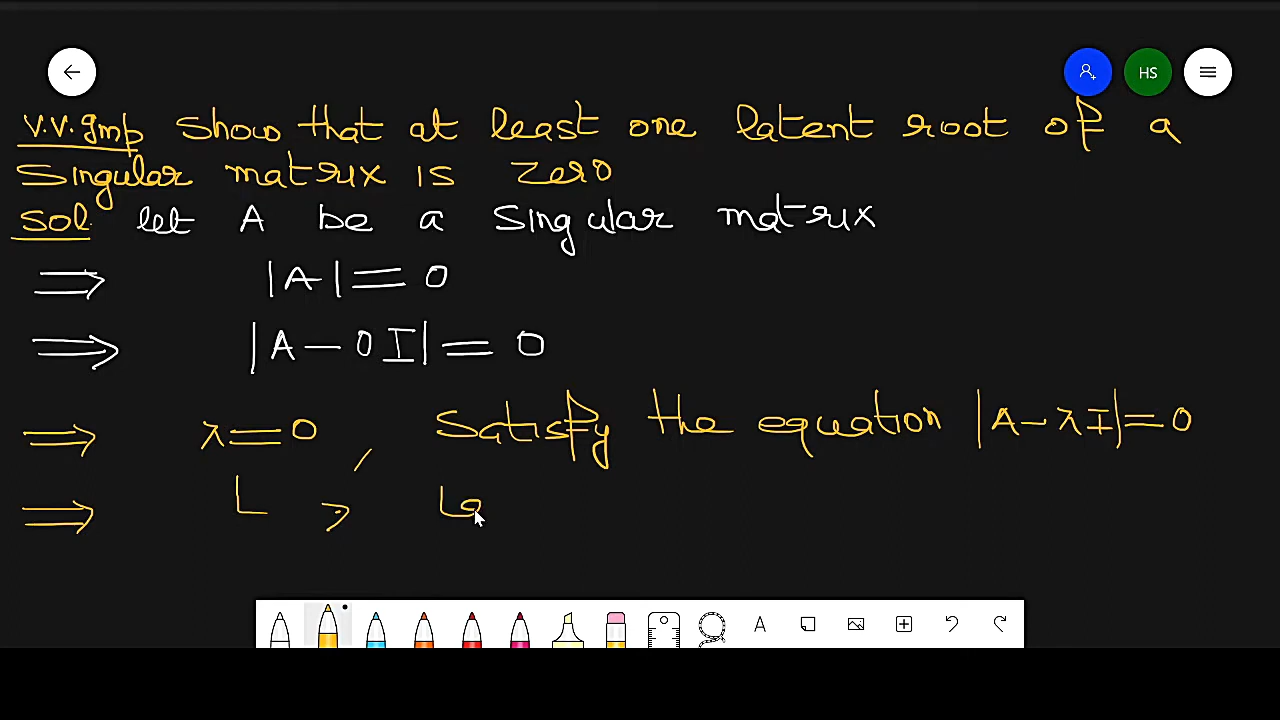 HS
V.V. Imp Show that at least one latent root of a
Singular matrix is zero
Sol let A be a Singular matrix
⇒ |A| = 0
⇒ |A - 0 I| = 0
⇒ λ = 0, Satisfy the equation |A - λI| = 0
⇒
A